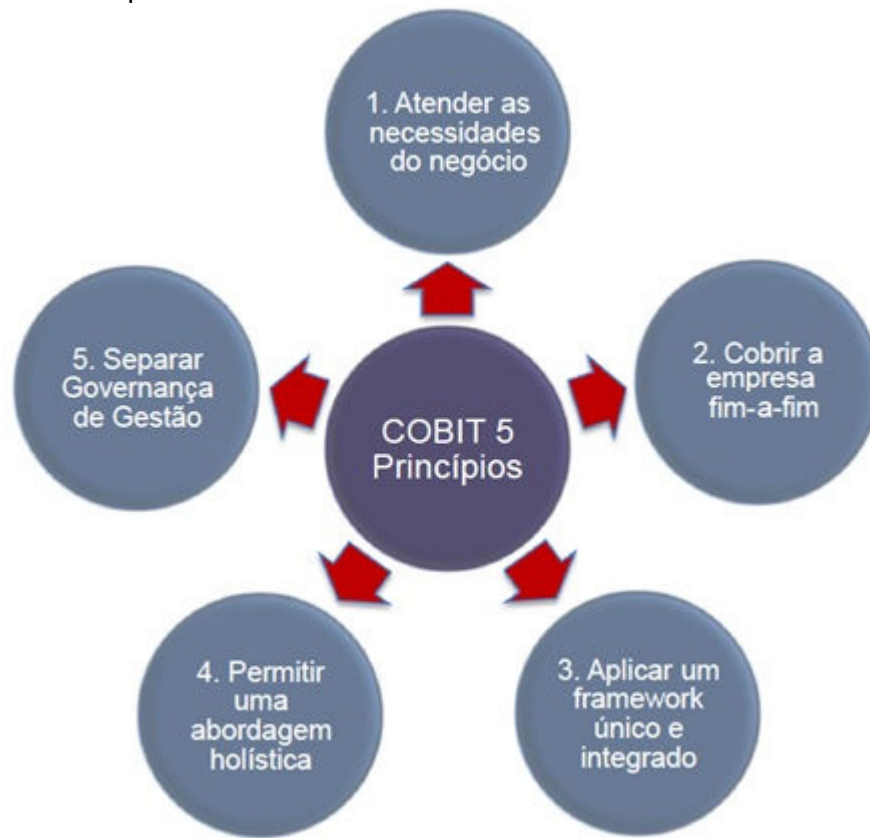 1. Atender as
necessidades
do negócio
5. Separar
Governança
de Gestão
2. Cobrir a
empresa
fim-a-fim
COBIT 5
Princípios
4. Permitir
uma
abordagem
holística
3. Aplicar um
framework
único e
integrado